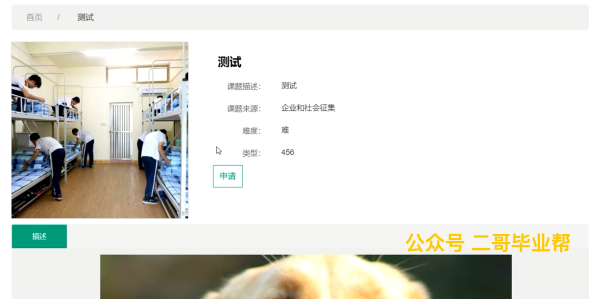 首页 / 测试
测试
课题描述: 测试
课题来源: 企业和社会征集
难度: 难
类型: 456
申请
描述
公众号 二哥毕业帮